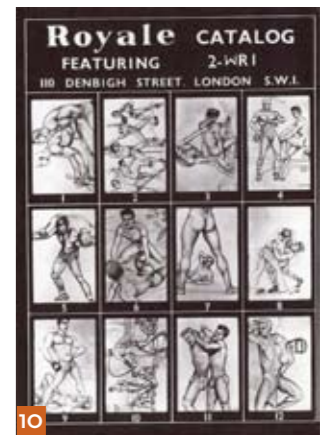 Royale CATALOG
FEATURING 2-WR1
110 DENBIGH STREET. LONDON S.W.1.
1 2 3 4
5 6 7 8
9 10 11 12
10